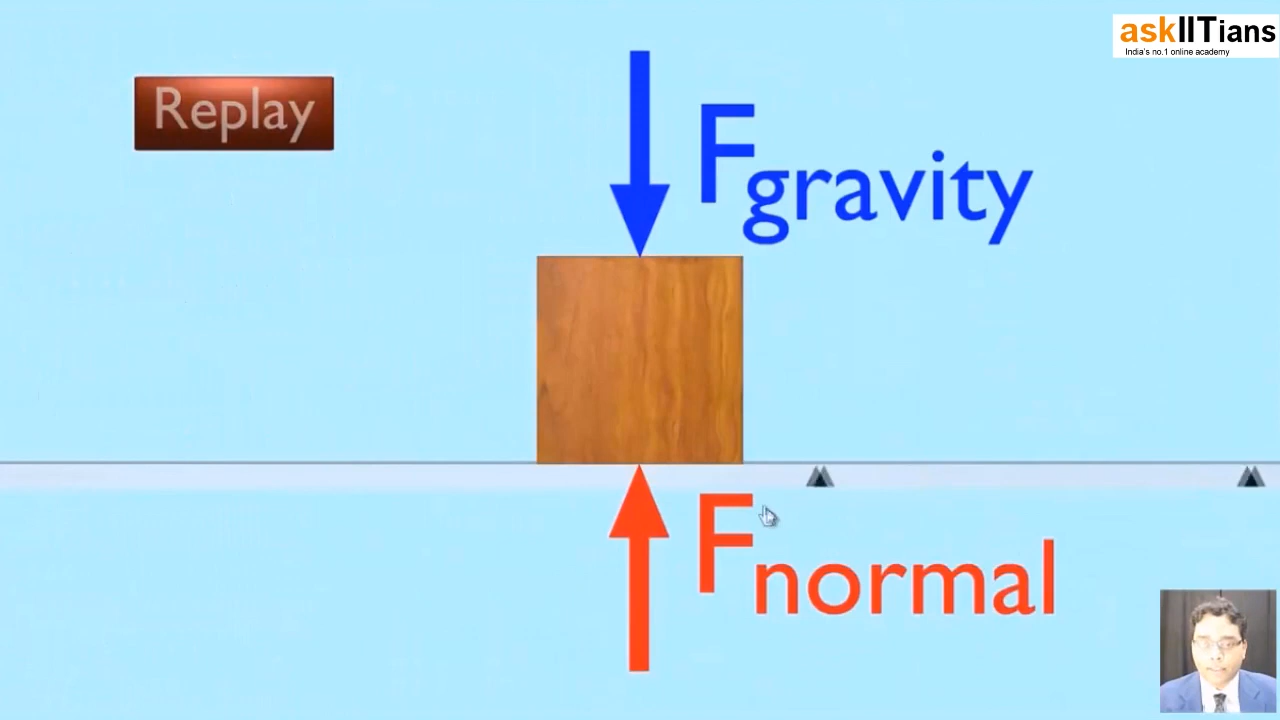 askIITians
India's no.1 online academy
Replay
Fgravity
Fnormal